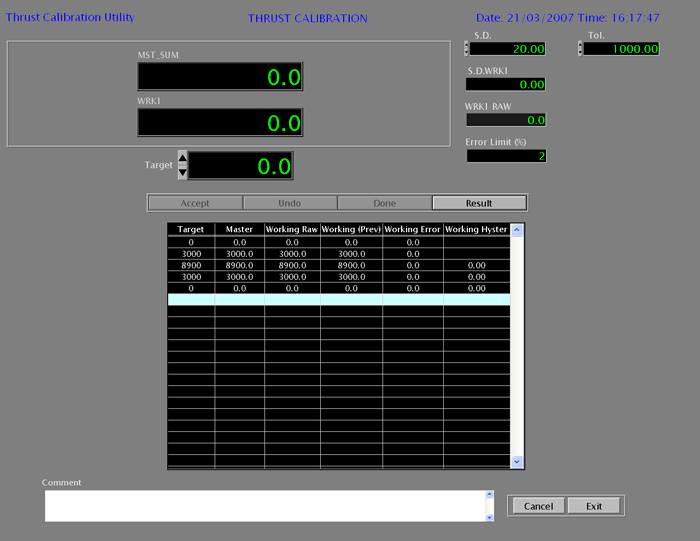 Thrust Calibration Utility THRUST CALIBRATION Date: 21/03/2007 Time: 16:17:47
S.D. Tol.
20.00 1000.00
MST_SUM
0.0
S.D.WRK1
0.00
WRK1
0.0
WRK1 RAW
0.0
Error Limit (%)
2
Target 0.0
Accept Undo Done Result
Target Master Working Raw Working (Prev) Working Error Working Hyster
0 0.0 0.0 0.0 0.0
3000 3000.0 3000.0 3000.0 0.0
8900 8900.0 8900.0 8900.0 0.0 0.00
3000 3000.0 3000.0 3000.0 0.0 0.00
0 0.0 0.0 0.0 0.0 0.00
Comment
Cancel Exit